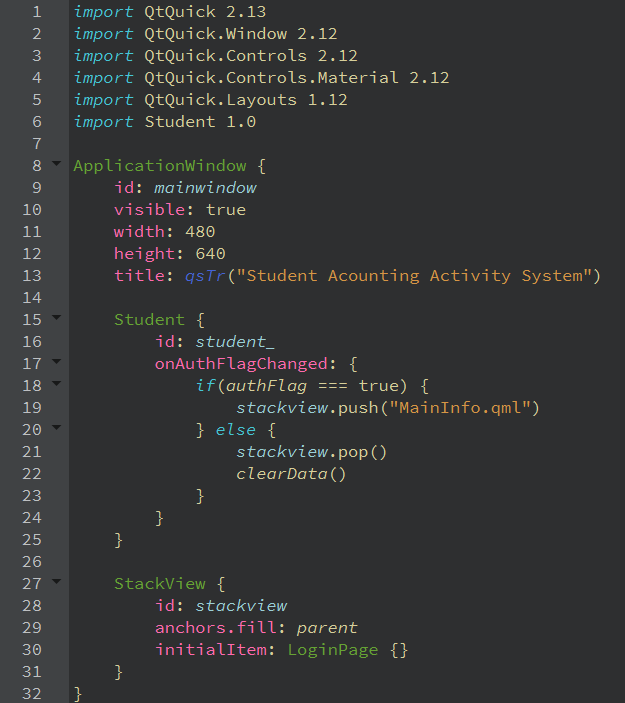 1 import QtQuick 2.13
2 import QtQuick.Window 2.12
3 import QtQuick.Controls 2.12
4 import QtQuick.Controls.Material 2.12
5 import QtQuick.Layouts 1.12
6 import Student 1.0
7
8 ApplicationWindow {
9     id: mainwindow
10     visible: true
11     width: 480
12     height: 640
13     title: qsTr("Student Acounting Activity System")
14
15     Student {
16         id: student_
17         onAuthFlagChanged: {
18             if(authFlag === true) {
19                 stackview.push("MainInfo.qml")
20             } else {
21                 stackview.pop()
22                 clearData()
23             }
24         }
25     }
26
27     StackView {
28         id: stackview
29         anchors.fill: parent
30         initialItem: LoginPage {}
31     }
32 }